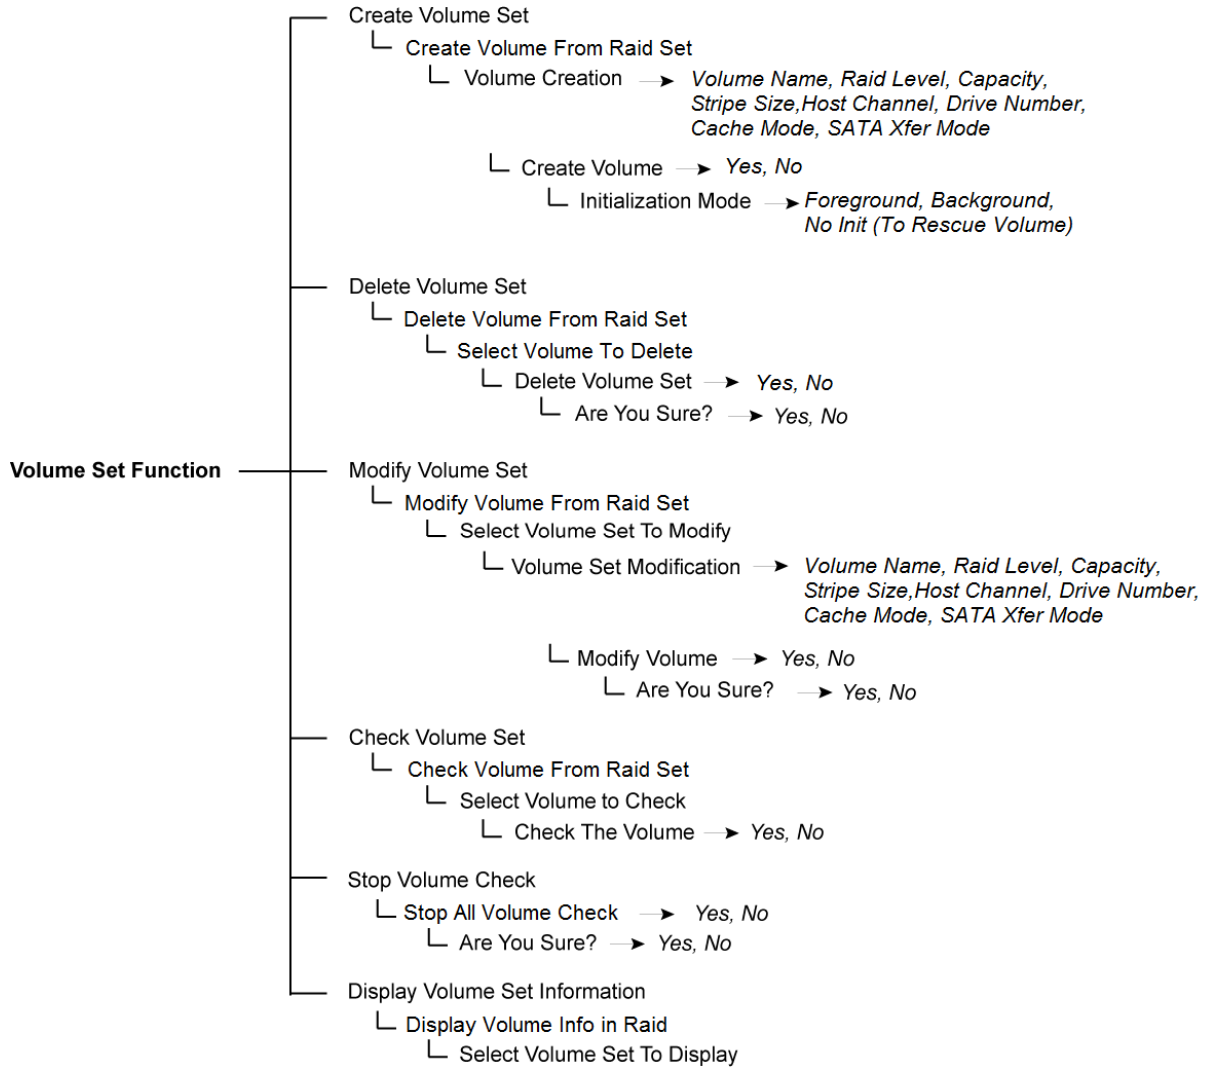 Create Volume Set
Create Volume From Raid Set
Volume Creation
Volume Name, Raid Level, Capacity,
Stripe Size,Host Channel, Drive Number,
Cache Mode, SATA Xfer Mode
Create Volume
Yes, No
Initialization Mode
Foreground, Background,
No Init (To Rescue Volume)
Delete Volume Set
Delete Volume From Raid Set
Select Volume To Delete
Delete Volume Set
Yes, No
Are You Sure?
Yes, No
Volume Set Function
Modify Volume Set
Modify Volume From Raid Set
Select Volume Set To Modify
Volume Set Modification
Volume Name, Raid Level, Capacity,
Stripe Size,Host Channel, Drive Number,
Cache Mode, SATA Xfer Mode
Modify Volume
Yes, No
Are You Sure?
Yes, No
Check Volume Set
Check Volume From Raid Set
Select Volume to Check
Check The Volume
Yes, No
Stop Volume Check
Stop All Volume Check
Yes, No
Are You Sure?
Yes, No
Display Volume Set Information
Display Volume Info in Raid
Select Volume Set To Display